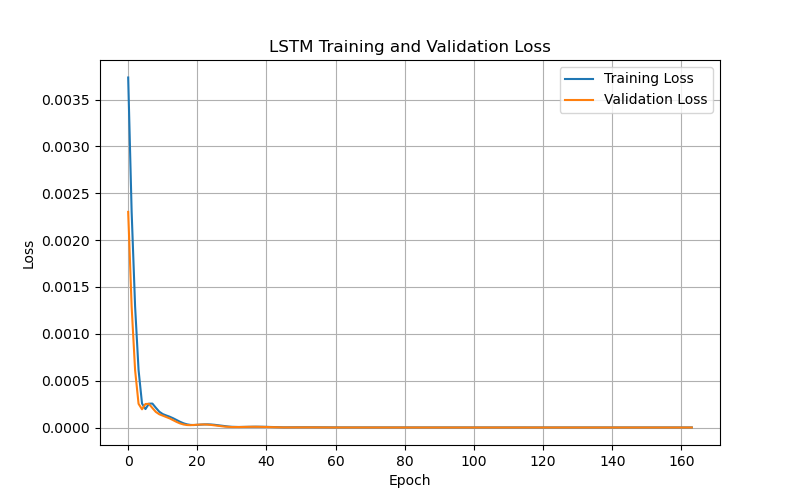 LSTM Training and Validation Loss
Training Loss
Validation Loss
0.0035
0.0030
0.0025
0.0020
0.0015
0.0010
0.0005
0.0000
Loss
0 20 40 60 80 100 120 140 160
Epoch